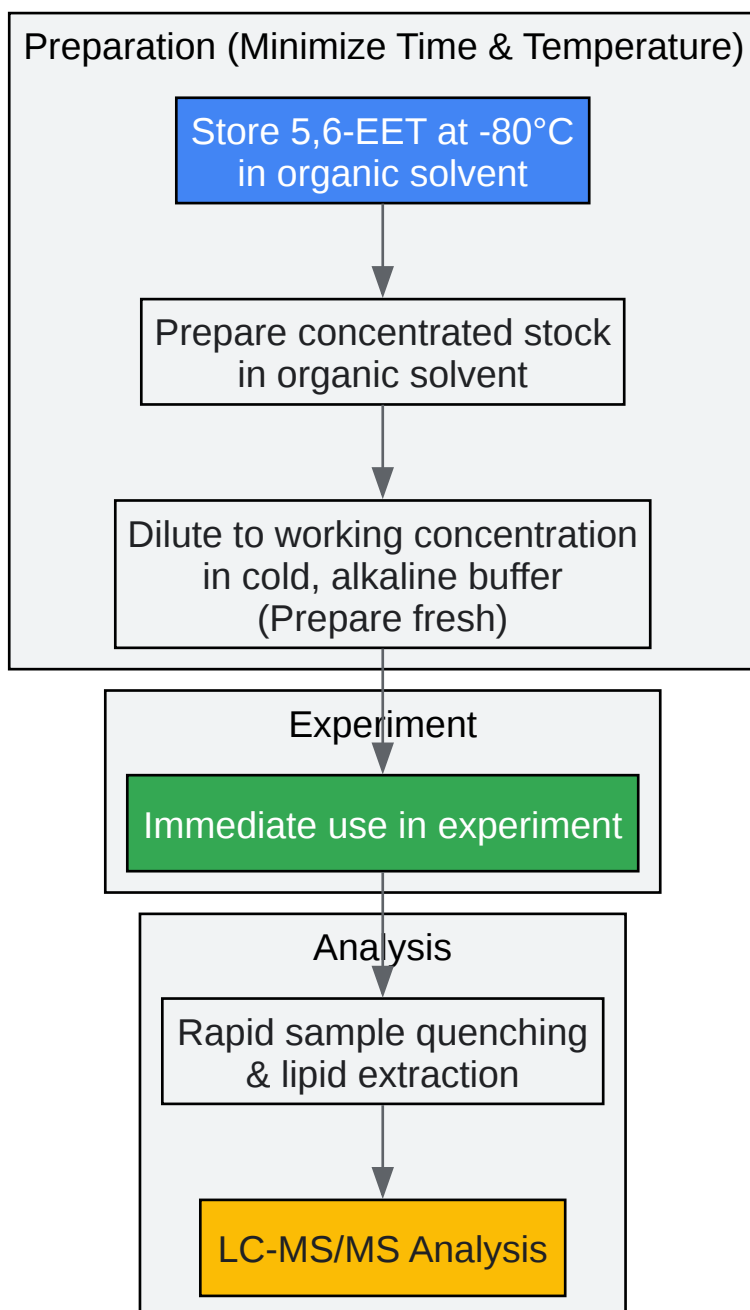 Preparation (Minimize Time & Temperature)
Store 5,6-EET at -80°C
in organic solvent
Prepare concentrated stock
in organic solvent
Dilute to working concentration
in cold, alkaline buffer
(Prepare fresh)
Experiment
Immediate use in experiment
Analysis
Rapid sample quenching
& lipid extraction
LC-MS/MS Analysis